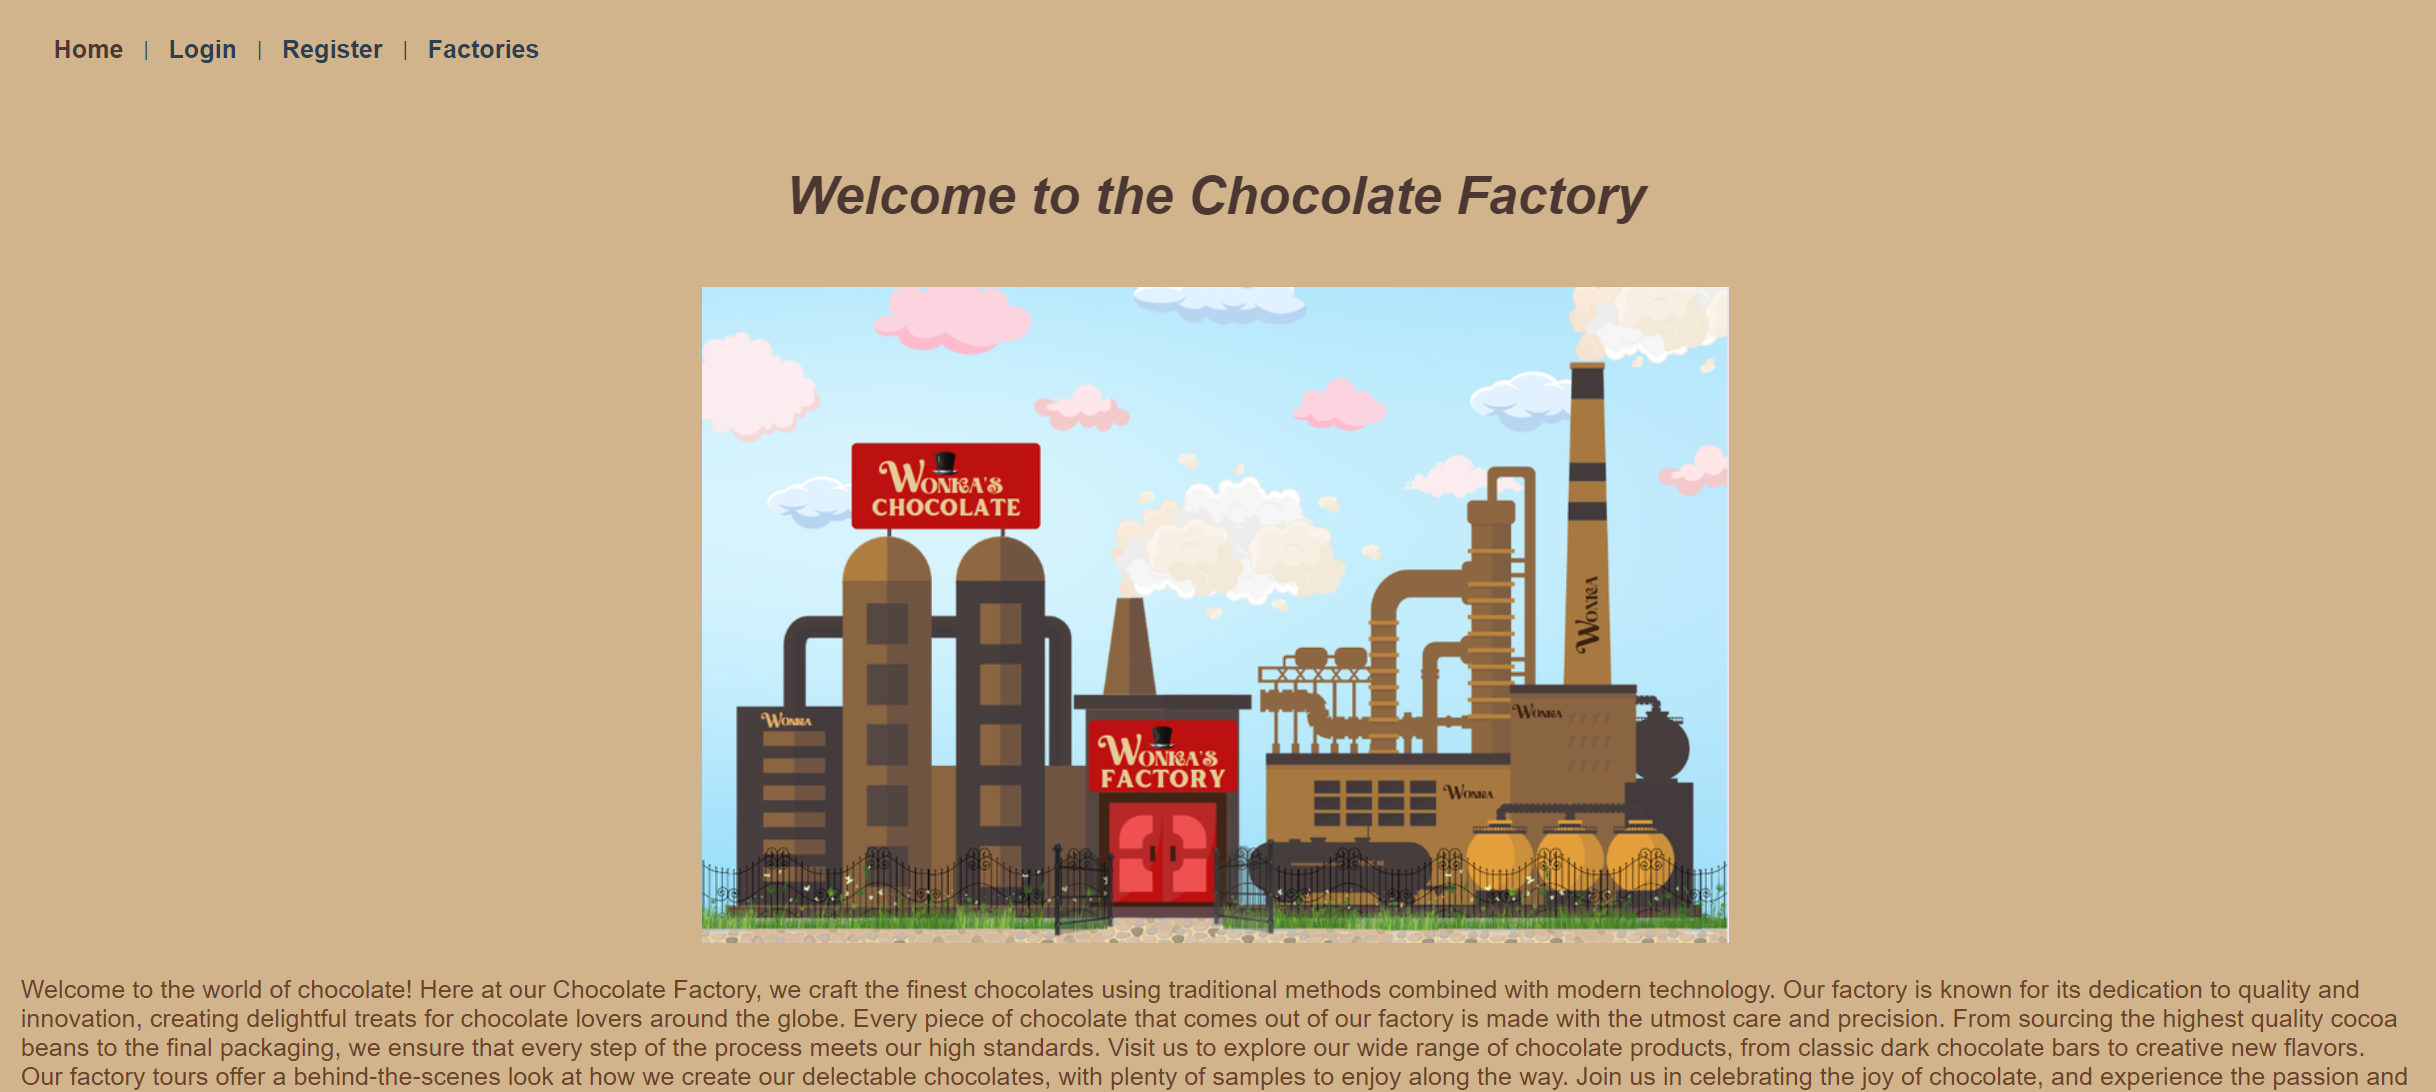 Home | Login | Register | Factories
Welcome to the Chocolate Factory
WONKA'S
CHOCOLATE
WONKA
WONKA
WONKA
WONKA'S
FACTORY
WONKA
Welcome to the world of chocolate! Here at our Chocolate Factory, we craft the finest chocolates using traditional methods combined with modern technology. Our factory is known for its dedication to quality and
innovation, creating delightful treats for chocolate lovers around the globe. Every piece of chocolate that comes out of our factory is made with the utmost care and precision. From sourcing the highest quality cocoa
beans to the final packaging, we ensure that every step of the process meets our high standards. Visit us to explore our wide range of chocolate products, from classic dark chocolate bars to creative new flavors.
Our factory tours offer a behind-the-scenes look at how we create our delectable chocolates, with plenty of samples to enjoy along the way. Join us in celebrating the joy of chocolate, and experience the passion and